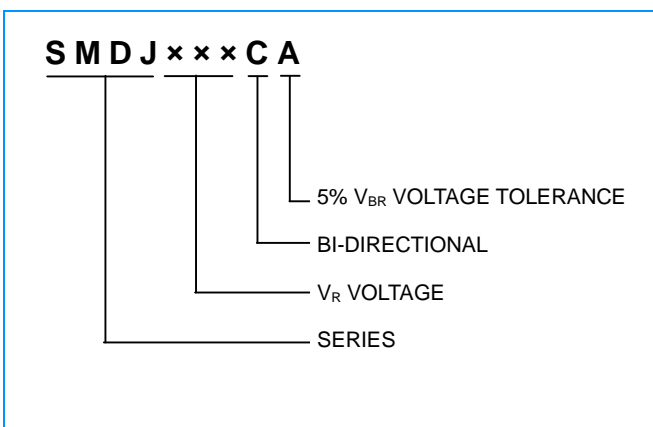 SMDJ×××CA
5% VBR VOLTAGE TOLERANCE
BI-DIRECTIONAL
VR VOLTAGE
SERIES